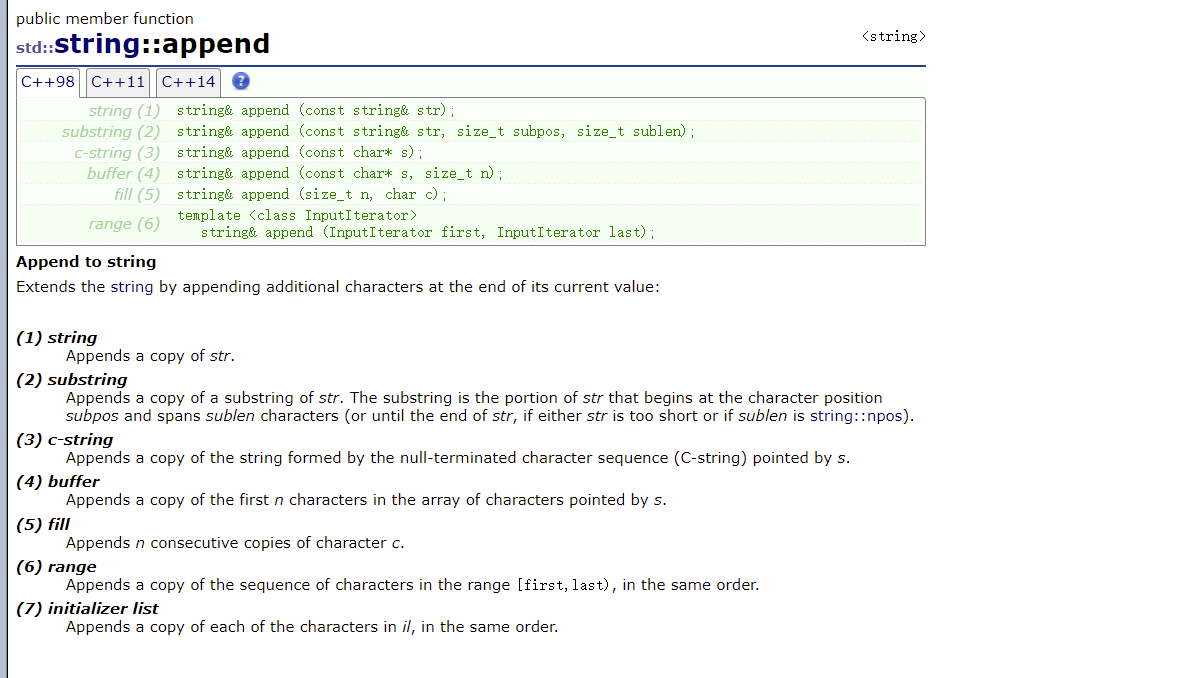 public member function
<string>
std::string::append
C++98 C++11 C++14 ?
string (1) string& append (const string& str);
substring (2) string& append (const string& str, size_t subpos, size_t sublen);
c-string (3) string& append (const char* s);
buffer (4) string& append (const char* s, size_t n);
fill (5) string& append (size_t n, char c);
range (6) template <class InputIterator>
string& append (InputIterator first, InputIterator last);
Append to string
Extends the string by appending additional characters at the end of its current value:
(1) string
Appends a copy of str.
(2) substring
Appends a copy of a substring of str. The substring is the portion of str that begins at the character position
subpos and spans sublen characters (or until the end of str, if either str is too short or if sublen is string::npos).
(3) c-string
Appends a copy of the string formed by the null-terminated character sequence (C-string) pointed by s.
(4) buffer
Appends a copy of the first n characters in the array of characters pointed by s.
(5) fill
Appends n consecutive copies of character c.
(6) range
Appends a copy of the sequence of characters in the range [first,last), in the same order.
(7) initializer list
Appends a copy of each of the characters in il, in the same order.